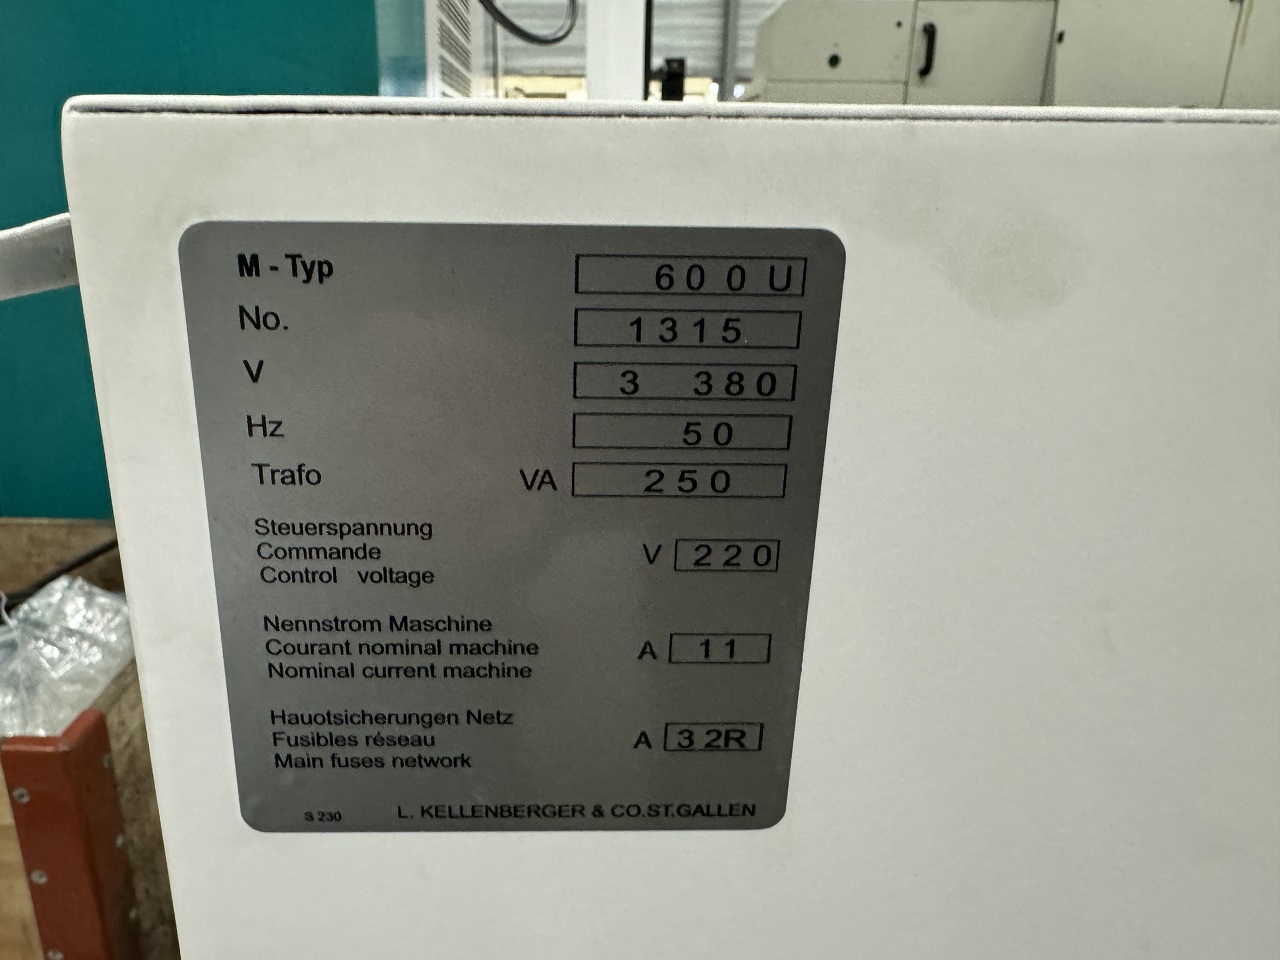 M - Typ 600U
No. 1315
V 3 380
Hz 50
Trafo VA 250
Steuerspannung
Commande V 220
Control voltage
Nennstrom Maschine
Courant nominal machine A 11
Nominal current machine
Hauotsicherungen Netz
Fusibles réseau A 32R
Main fuses network
S 230 L. KELLENBERGER & CO.ST.GALLEN